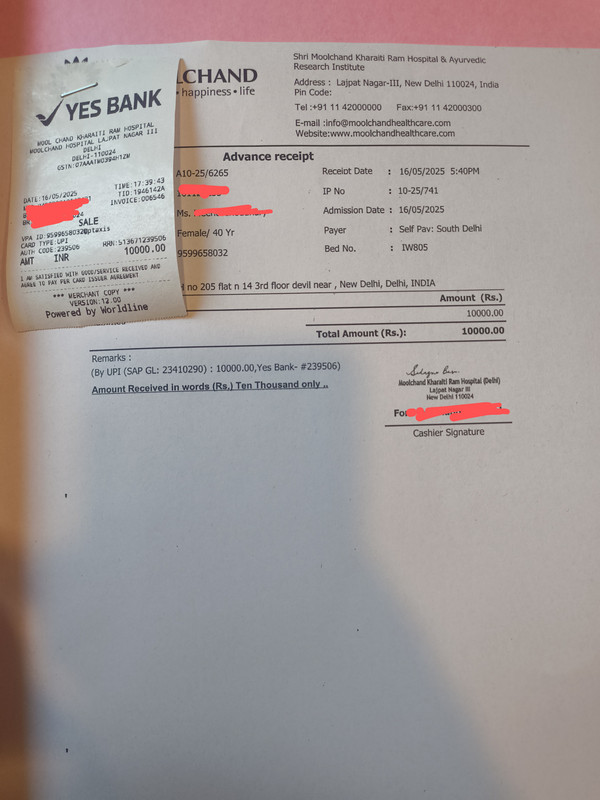 YES BANK
MOOL CHAND KHARAITI RAM HOSPITAL
MOOLCHAND HOSPITAL LAJPAT NAGAR III
DELHI
DELHI-110024
GSTN:07AAATM0394H1ZM
DATE:16/05/2025 TIME:17:39:43
TID:1946142A
INVOICE:006546
SALE
VPA ID:9599658032@ptaxis
CARD TYPE:UPI
AUTH CODE:239506 RRN:513671239506
AMT INR 10000.00
I AM SATISFIED WITH GOOD/SERVICE RECEIVED AND
AGREE TO PAY PER CARD ISSUER AGREEMENT
*** MERCHANT COPY ***
VERSION:12.00
Powered by Worldline
LCHAND
• happiness • life
Shri Moolchand Kharaiti Ram Hospital & Ayurvedic
Research Institute
Address : Lajpat Nagar-III, New Delhi 110024, India
Pin Code:
Tel :+91 11 42000000 Fax:+91 11 42000300
E-mail :info@moolchandhealthcare.com
Website:www.moolchandhealthcare.com
Advance receipt
A10-25/6265 Receipt Date : 16/05/2025 5:40PM
IP No : 10-25/741
Ms. Admission Date : 16/05/2025
Female/ 40 Yr Payer : Self Pay: South Delhi
9599658032 Bed No. : IW805
no 205 flat n 14 3rd floor devil near , New Delhi, Delhi, INDIA
Amount (Rs.)
10000.00
Total Amount (Rs.): 10000.00
Remarks :
(By UPI (SAP GL: 23410290) : 10000.00,Yes Bank- #239506)
Amount Received in words (Rs.) Ten Thousand only ..
Moolchand Kharaiti Ram Hospital (Delhi)
Lajpat Nagar III
New Delhi 110024
For
Cashier Signature